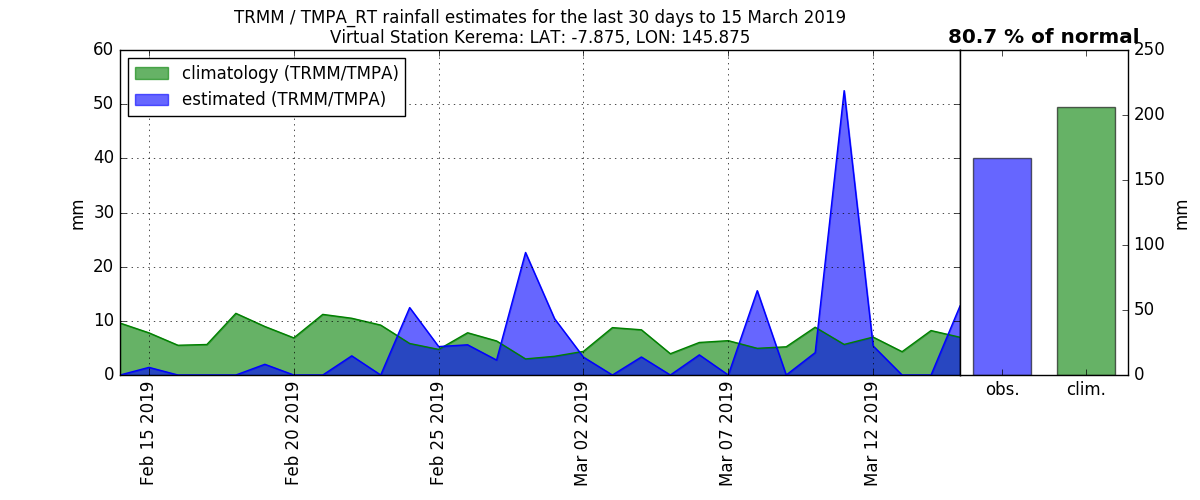 TRMM / TMPA_RT rainfall estimates for the last 30 days to 15 March 2019
Virtual Station Kerema: LAT: -7.875, LON: 145.875
80.7 % of normal
climatology (TRMM/TMPA)
estimated (TRMM/TMPA)
60
50
40
30
20
10
0
mm
Feb 15 2019
Feb 20 2019
Feb 25 2019
Mar 02 2019
Mar 07 2019
Mar 12 2019
250
200
150
100
50
0
mm
obs.
clim.